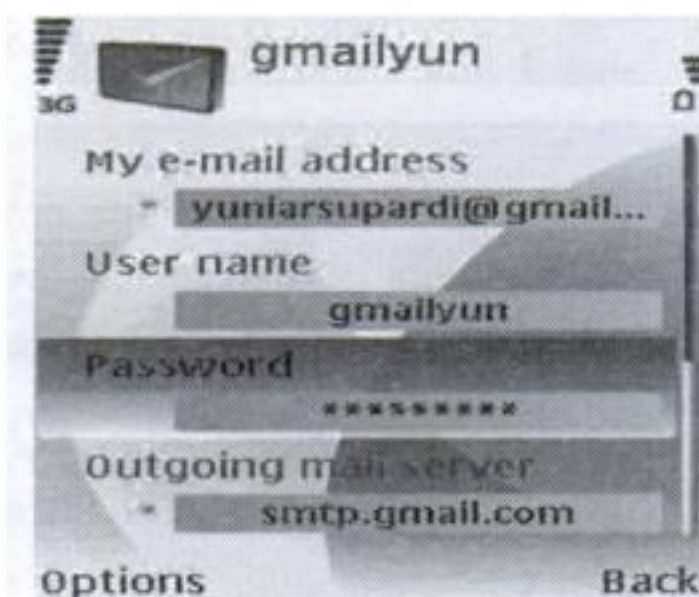 gmailyun
3G
My e-mail address
* yuniarsupardi@gmail...
User name
gmailyun
Password
*********
Outgoing mail server
* smtp.gmail.com
Options
Back